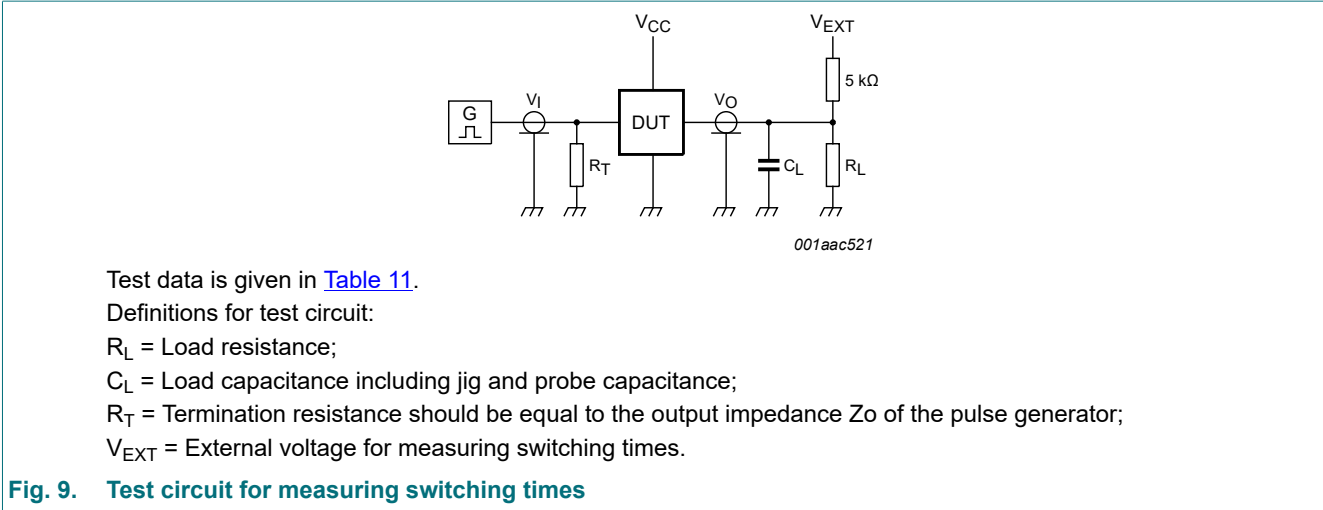 VCC
VEXT
5 kΩ
G
VI
DUT
VO
RT
CL
RL
001aac521
Test data is given in Table 11.
Definitions for test circuit:
RL = Load resistance;
CL = Load capacitance including jig and probe capacitance;
RT = Termination resistance should be equal to the output impedance Zo of the pulse generator;
VEXT = External voltage for measuring switching times.
Fig. 9. Test circuit for measuring switching times